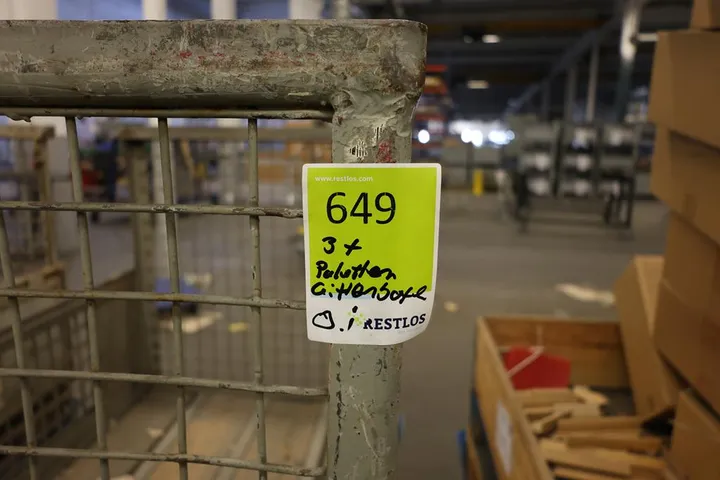 www.restlos.com
649
3 x
Paletten
Gitterboxe
O.i RESTLOS